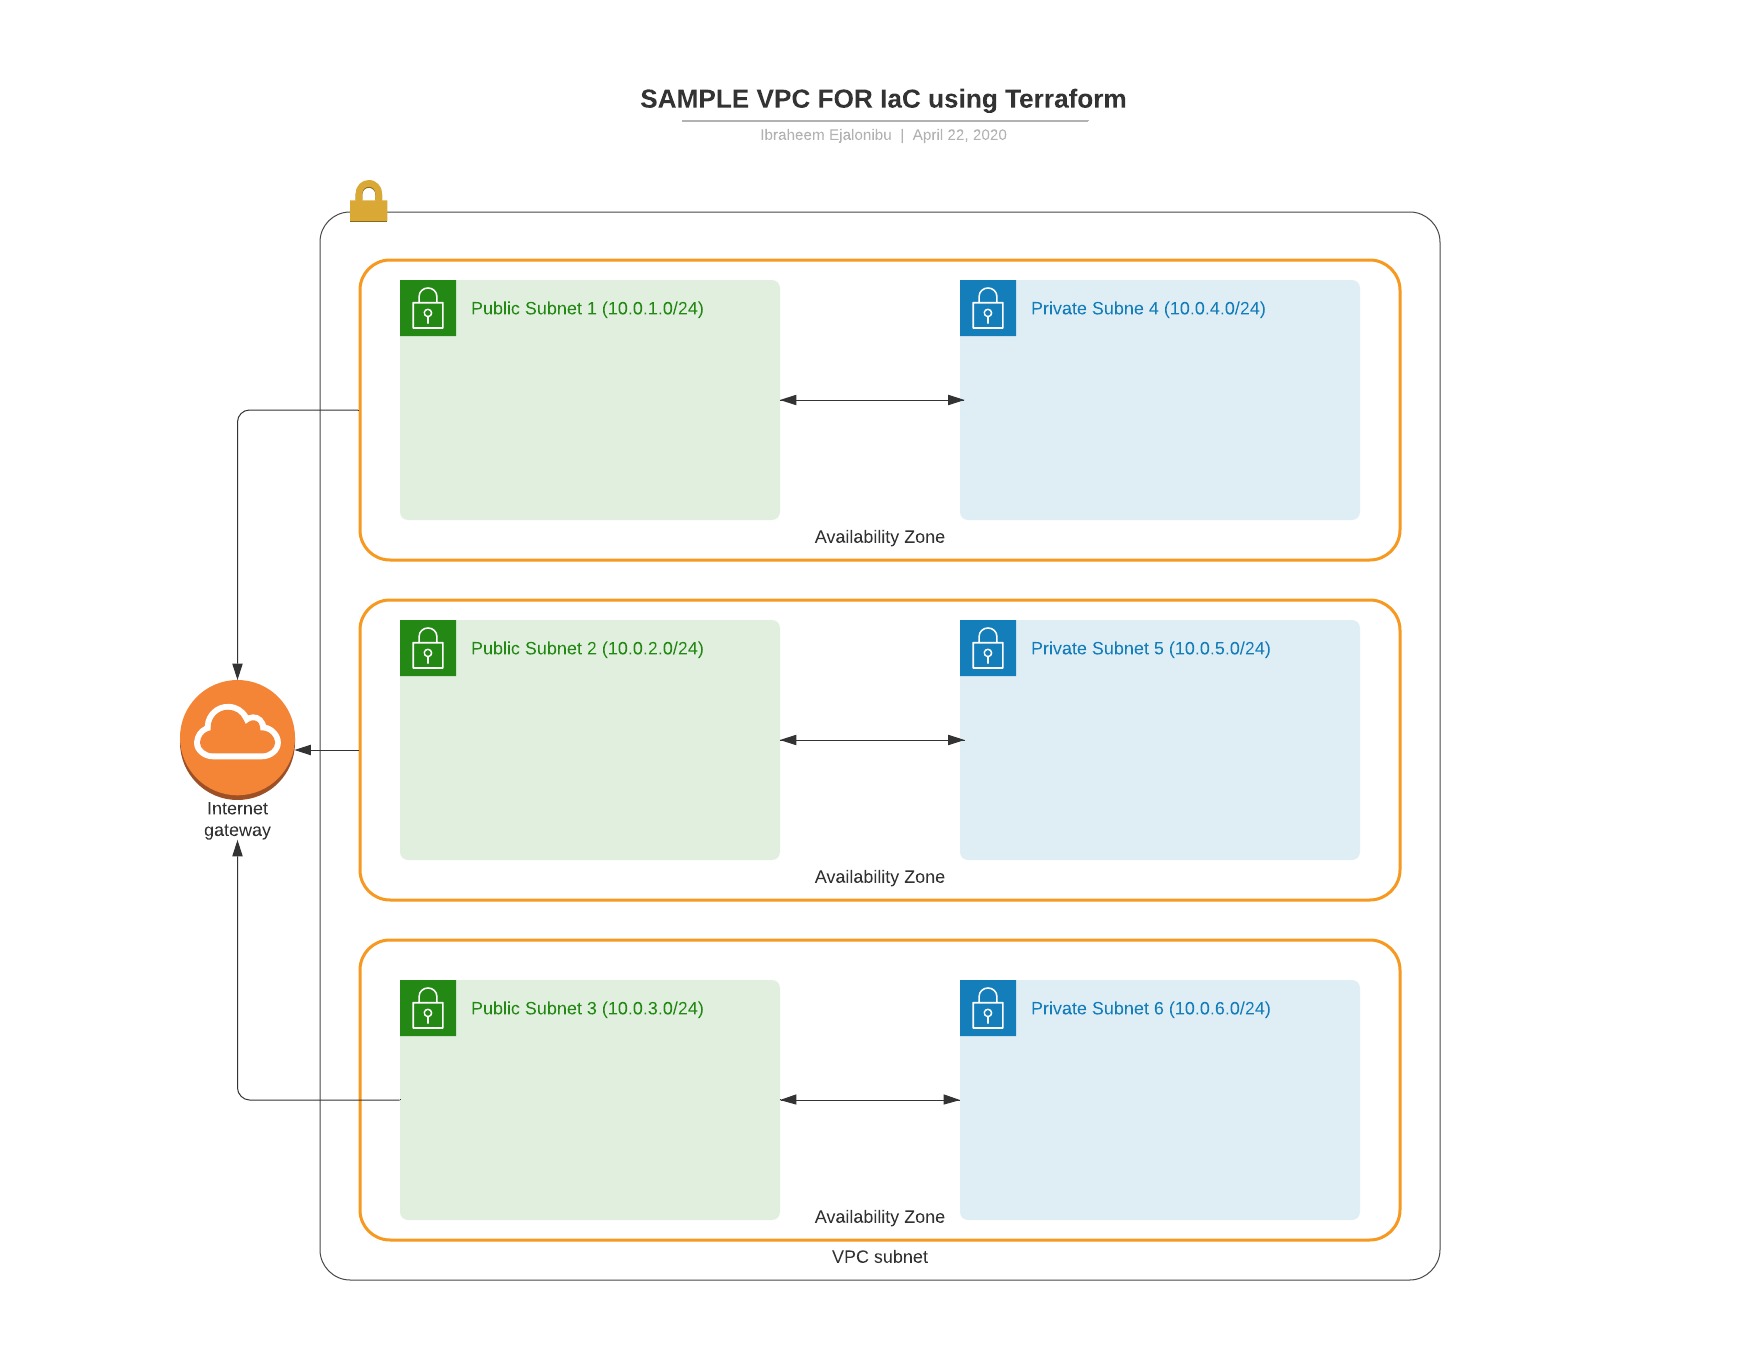 SAMPLE VPC FOR IaC using Terraform
Ibraheem Ejalonibu | April 22, 2020
Public Subnet 1 (10.0.1.0/24)
Private Subne 4 (10.0.4.0/24)
Availability Zone
Public Subnet 2 (10.0.2.0/24)
Private Subnet 5 (10.0.5.0/24)
Internet
gateway
Availability Zone
Public Subnet 3 (10.0.3.0/24)
Private Subnet 6 (10.0.6.0/24)
Availability Zone
VPC subnet